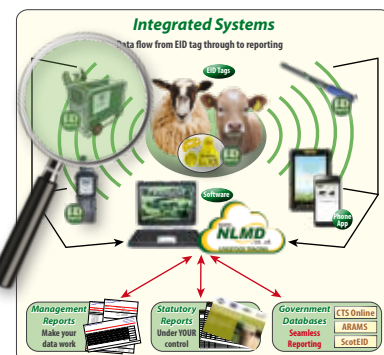 Integrated Systems
Data flow from EID tag through to reporting
EID Tags
Software
NLMD
Phone
App
Management
Reports
Make your
data work
Statutory
Reports
Under YOUR
control
Government
Databases
Seamless
Reporting
CTS Online
ARAMS
ScotEID